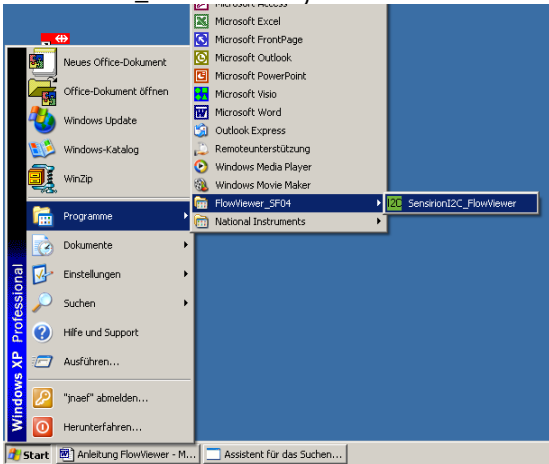 Microsoft Access
Microsoft Excel
Microsoft FrontPage
Microsoft Outlook
Microsoft PowerPoint
Microsoft Visio
Microsoft Word
Outlook Express
Remoteunterstützung
Windows Media Player
Windows Movie Maker
FlowViewer_SF04
National Instruments
I2C SensirionI2C_FlowViewer
Neues Office-Dokument
Office-Dokument öffnen
Windows Update
Windows-Katalog
WinZip
Programme
Dokumente
Einstellungen
Suchen
Hilfe und Support
Ausführen...
"jnaef" abmelden...
Herunterfahren...
Windows XP Professional
Start
Anleitung FlowViewer - M...
Assistent für das Suchen...